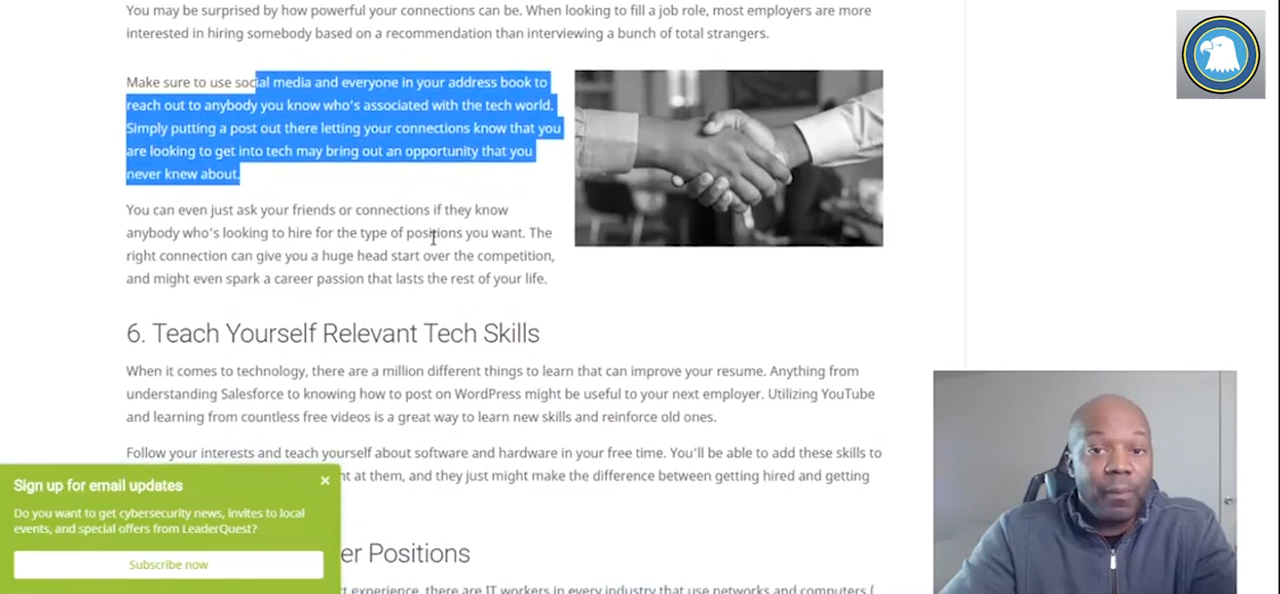 You may be surprised by how powerful your connections can be. When looking to fill a job role, most employers are more
interested in hiring somebody based on a recommendation than interviewing a bunch of total strangers.
Make sure to use social media and everyone in your address book to
reach out to anybody you know who's associated with the tech world.
Simply putting a post out there letting your connections know that you
are looking to get into tech may bring out an opportunity that you
never knew about.
You can even just ask your friends or connections if they know
anybody who's looking to hire for the type of positions you want. The
right connection can give you a huge head start over the competition,
and might even spark a career passion that lasts the rest of your life.
6. Teach Yourself Relevant Tech Skills
When it comes to technology, there are a million different things to learn that can improve your resume. Anything from
understanding Salesforce to knowing how to post on WordPress might be useful to your next employer. Utilizing YouTube
and learning from countless free videos is a great way to learn new skills and reinforce old ones.
Follow your interests and teach yourself about software and hardware in your free time. You'll be able to add these skills to
at them, and they just might make the difference between getting hired and getting
er Positions
experience, there are IT workers in every industry that use networks and computers (
Sign up for email updates
Do you want to get cybersecurity news, invites to local
events, and special offers from LeaderQuest?
Subscribe now